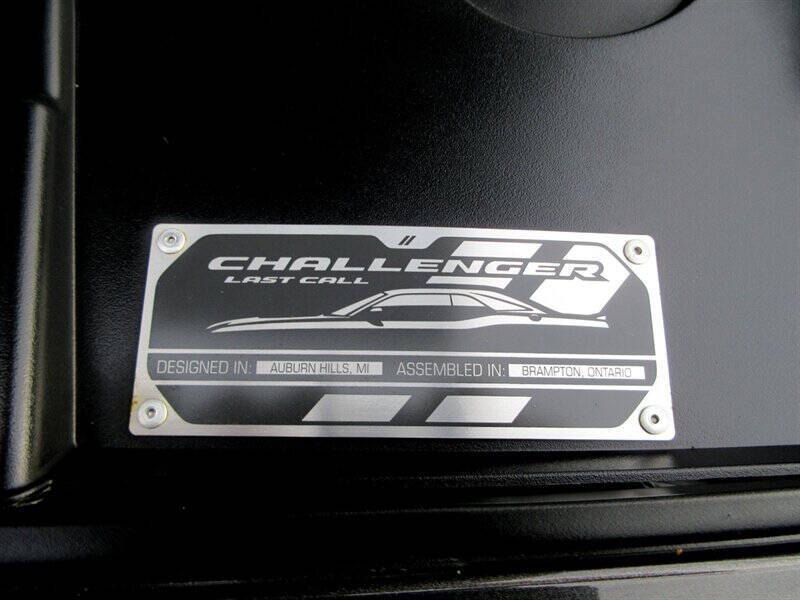 CHALLENGER
LAST CALL
DESIGNED IN: AUBURN HILLS, MI ASSEMBLED IN: BRAMPTON, ONTARIO